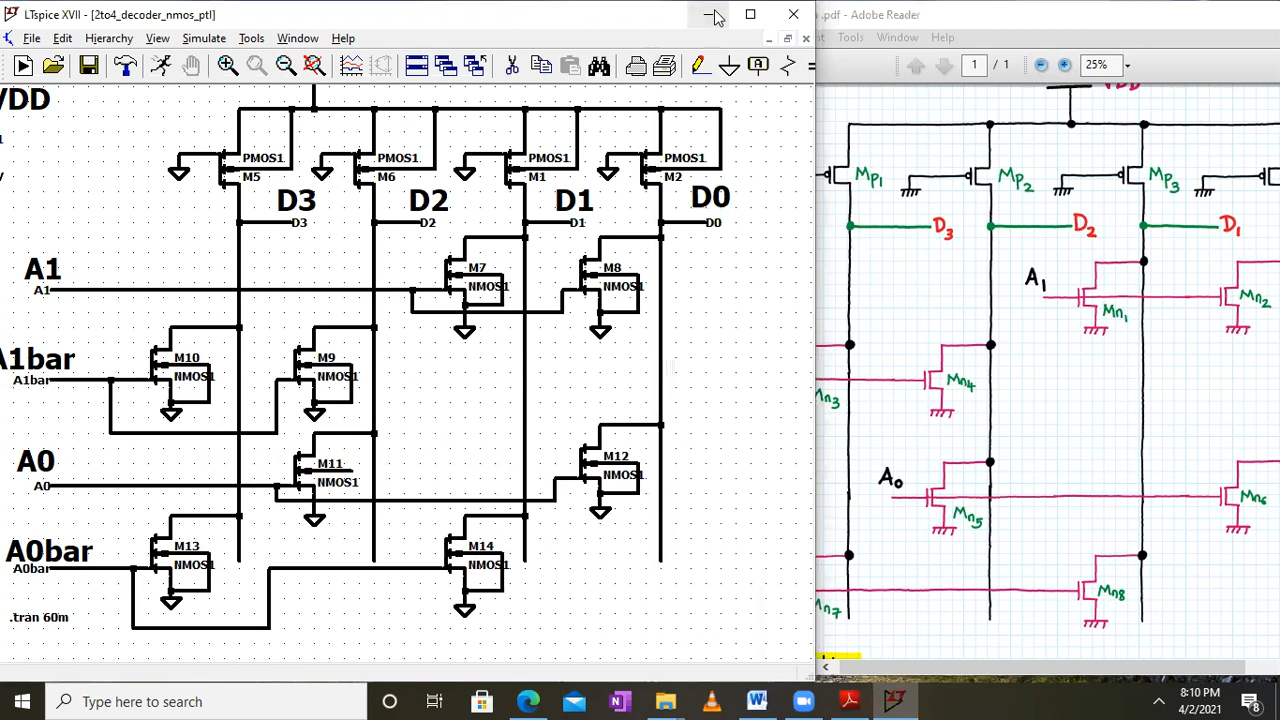 LTspice XVII - [2to4_decoder_nmos_ptl]
.pdf - Adobe Reader
File Edit Hierarchy View Simulate Tools Window Help
Tools Window Help
1 / 1 25%
VDD
PMOS1 PMOS1 PMOS1 PMOS1
M5 M6 M1 M2
D3 D2 D1 D0
D3 D2 D1 D0
A1
A1
M7 M8
NMOS1 NMOS1
A1bar
A1bar
M10 M9
NMOS1 NMOS1
A0
A0
M11 M12
NMOS1 NMOS1
A0bar
A0bar
M13 M14
NMOS1 NMOS1
.tran 60m
VDD
Mp1 Mp2 Mp3
D3 D2 D1
A1
Mn1 Mn2
Mn3 Mn4
A0
Mn5 Mn6
Mn7 Mn8
Type here to search
8:10 PM
4/2/2021
8